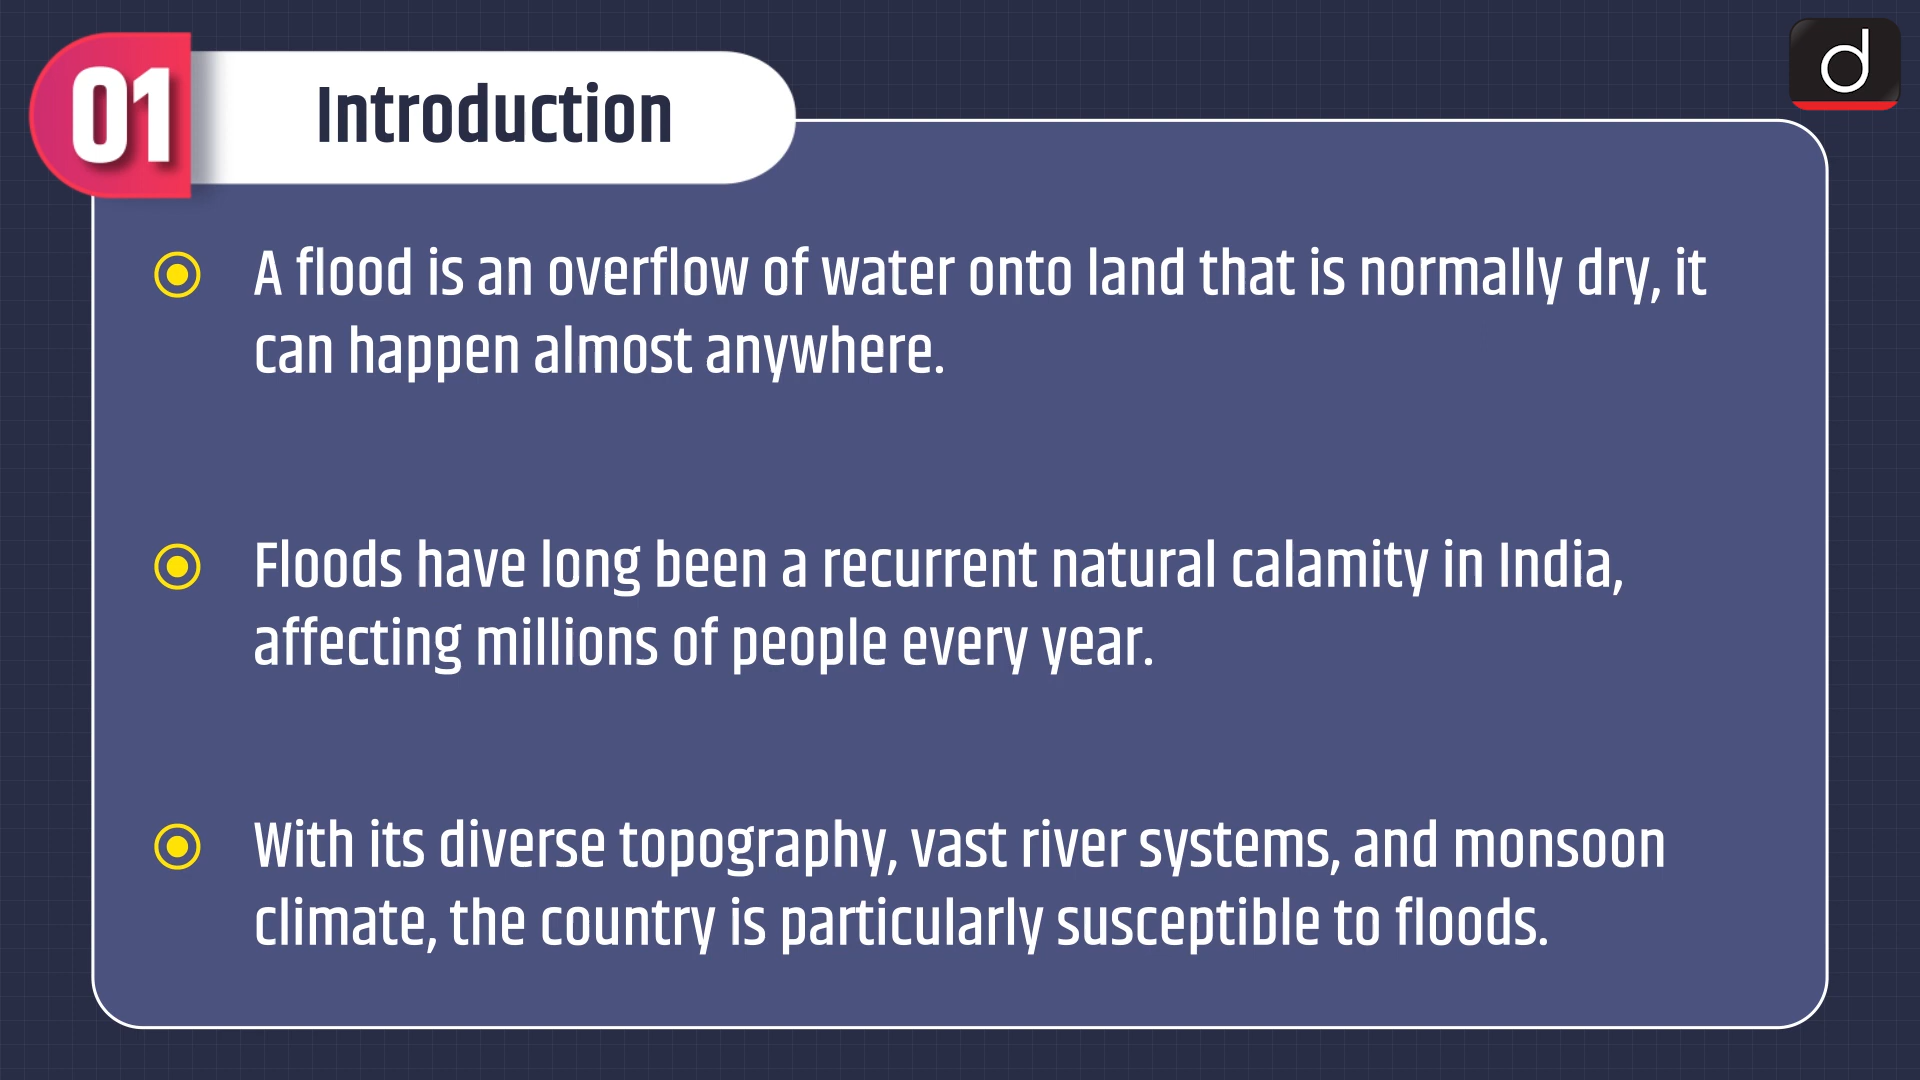 01
Introduction
d
A flood is an overflow of water onto land that is normally dry, it
can happen almost anywhere.
Floods have long been a recurrent natural calamity in India,
affecting millions of people every year.
With its diverse topography, vast river systems, and monsoon
climate, the country is particularly susceptible to floods.